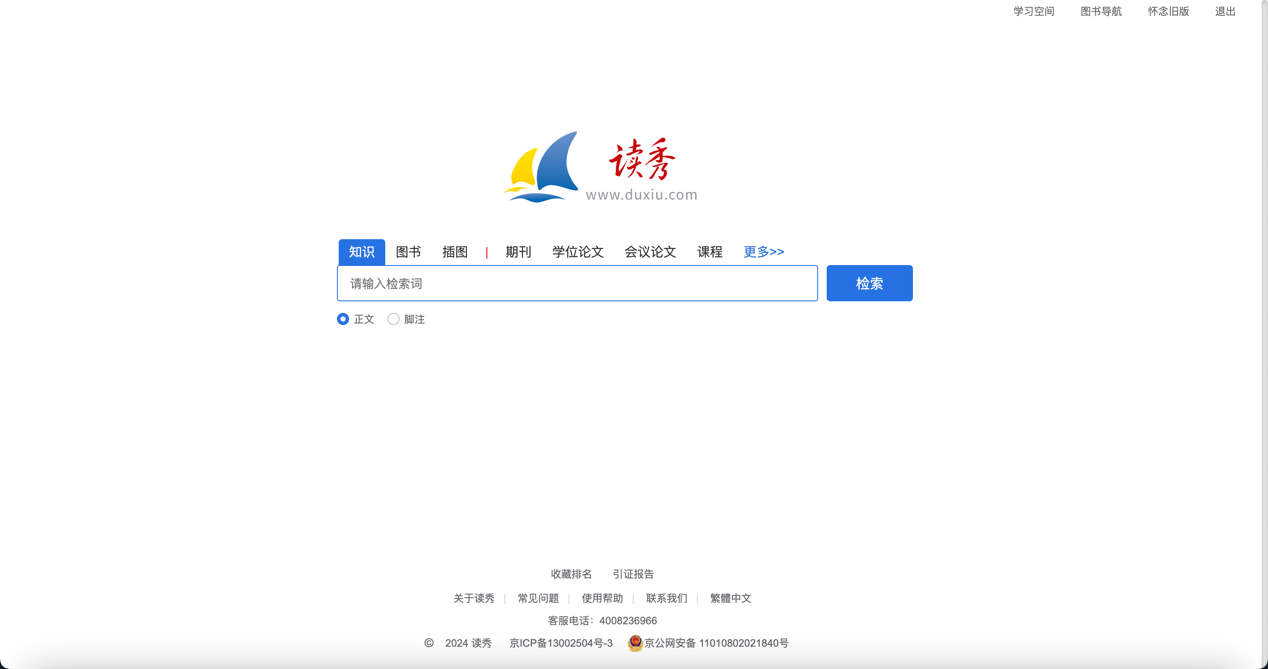 学习空间 图书导航 怀念旧版 退出
读秀
www.duxiu.com
知识 图书 插图 | 期刊 学位论文 会议论文 课程 更多>>
请输入检索词 检索
正文 脚注
收藏排名 引证报告
关于读秀 | 常见问题 | 使用帮助 | 联系我们 | 繁體中文
客服电话：4008236966
© 2024 读秀 京ICP备13002504号-3 京公网安备 11010802021840号